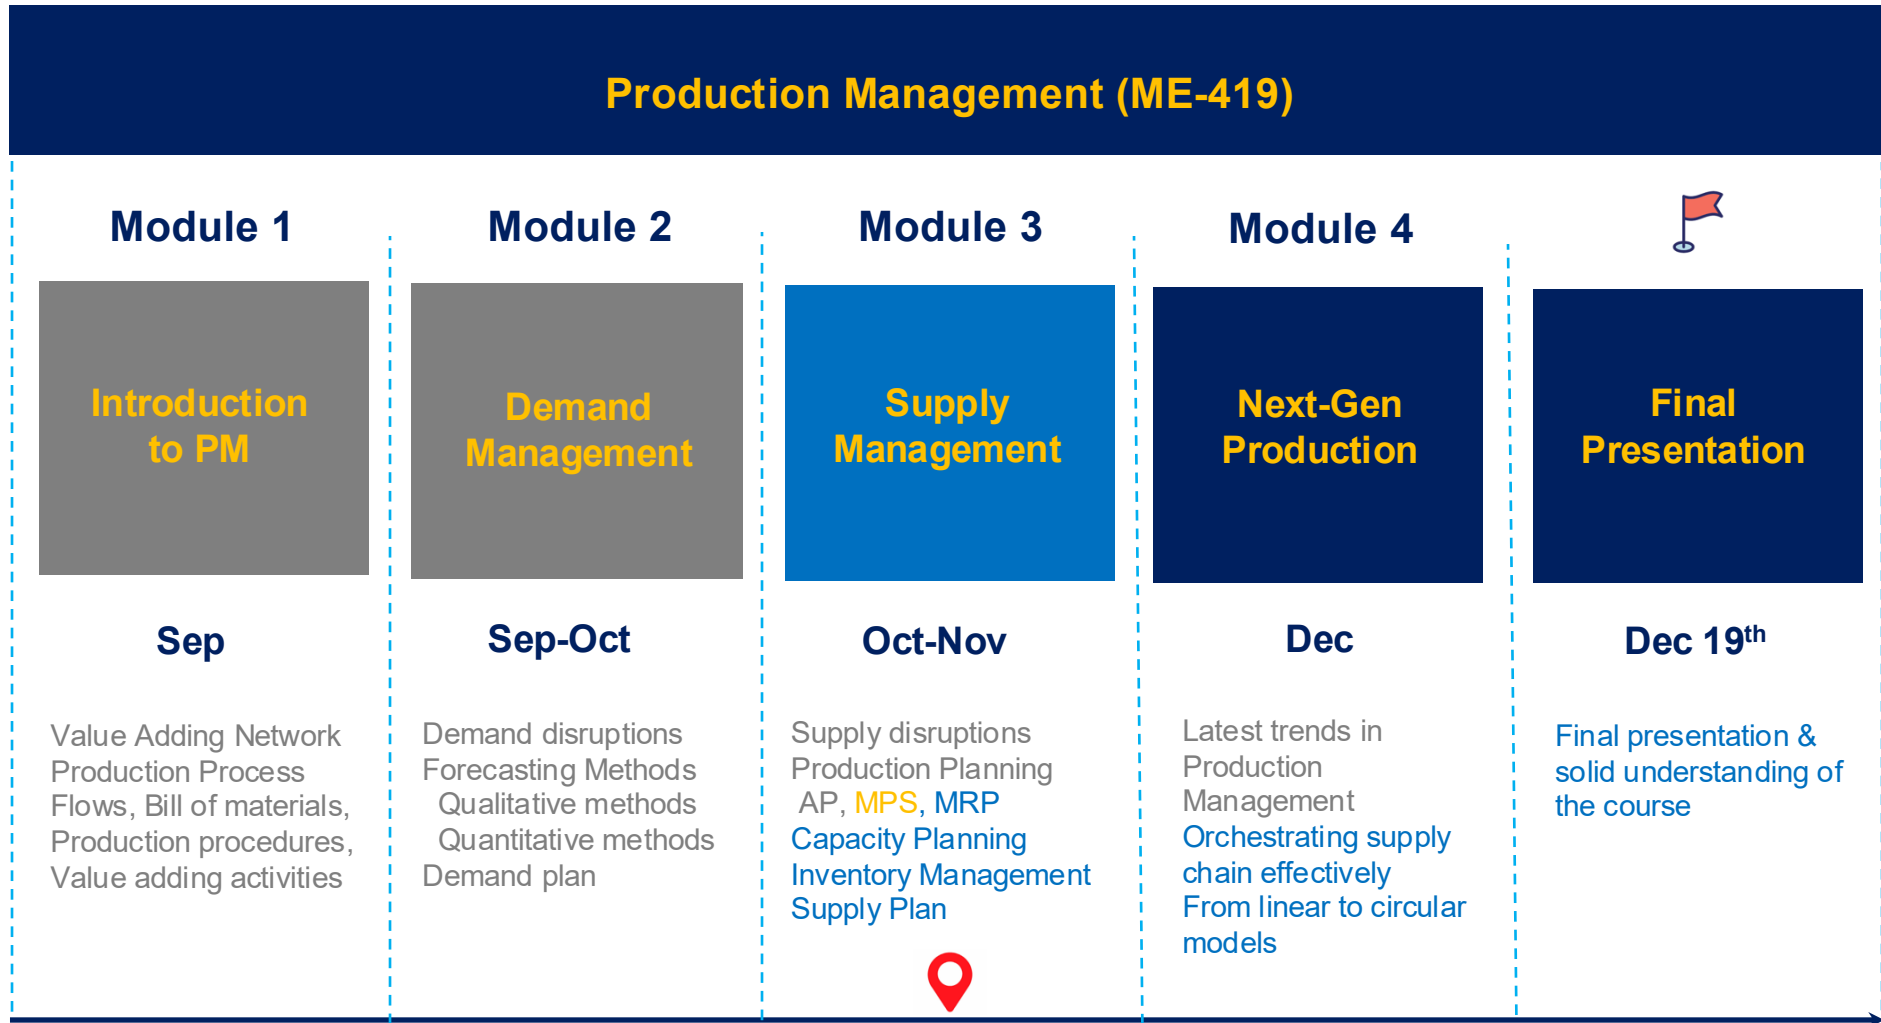 Production Management (ME-419)
Module 1
Introduction
to PM
Sep
Value Adding Network
Production Process
Flows, Bill of materials,
Production procedures,
Value adding activities
Module 2
Demand
Management
Sep-Oct
Demand disruptions
Forecasting Methods
Qualitative methods
Quantitative methods
Demand plan
Module 3
Supply
Management
Oct-Nov
Supply disruptions
Production Planning
AP, MPS, MRP
Capacity Planning
Inventory Management
Supply Plan
Module 4
Next-Gen
Production
Dec
Latest trends in
Production
Management
Orchestrating supply
chain effectively
From linear to circular
models
Final
Presentation
Dec 19th
Final presentation &
solid understanding of
the course